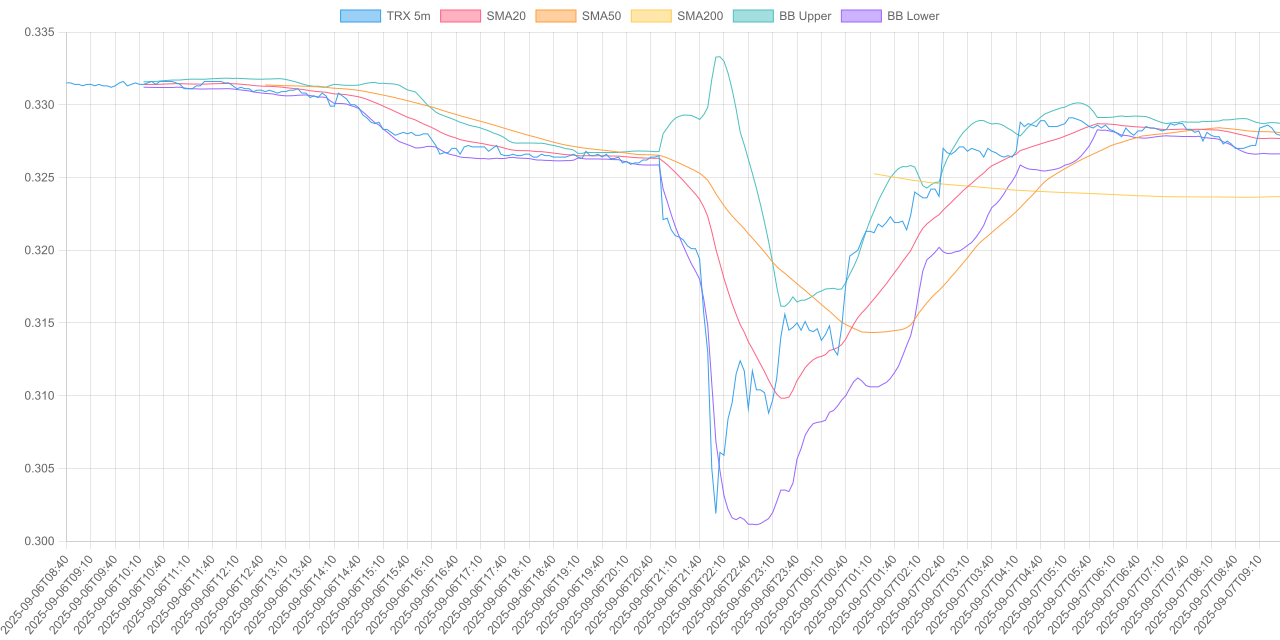 TRX 5m SMA20 SMA50 SMA200 BB Upper BB Lower
0.335
0.330
0.325
0.320
0.315
0.310
0.305
0.300
2025-09-06T08:40
2025-09-06T09:10
2025-09-06T09:40
2025-09-06T10:10
2025-09-06T10:40
2025-09-06T11:10
2025-09-06T11:40
2025-09-06T12:10
2025-09-06T12:40
2025-09-06T13:10
2025-09-06T13:40
2025-09-06T14:10
2025-09-06T14:40
2025-09-06T15:10
2025-09-06T15:40
2025-09-06T16:10
2025-09-06T16:40
2025-09-06T17:10
2025-09-06T17:40
2025-09-06T18:10
2025-09-06T18:40
2025-09-06T19:10
2025-09-06T19:40
2025-09-06T20:10
2025-09-06T20:40
2025-09-06T21:10
2025-09-06T21:40
2025-09-06T22:10
2025-09-06T22:40
2025-09-06T23:10
2025-09-06T23:40
2025-09-07T00:10
2025-09-07T00:40
2025-09-07T01:10
2025-09-07T01:40
2025-09-07T02:10
2025-09-07T02:40
2025-09-07T03:10
2025-09-07T03:40
2025-09-07T04:10
2025-09-07T04:40
2025-09-07T05:10
2025-09-07T05:40
2025-09-07T06:10
2025-09-07T06:40
2025-09-07T07:10
2025-09-07T07:40
2025-09-07T08:10
2025-09-07T08:40
2025-09-07T09:10